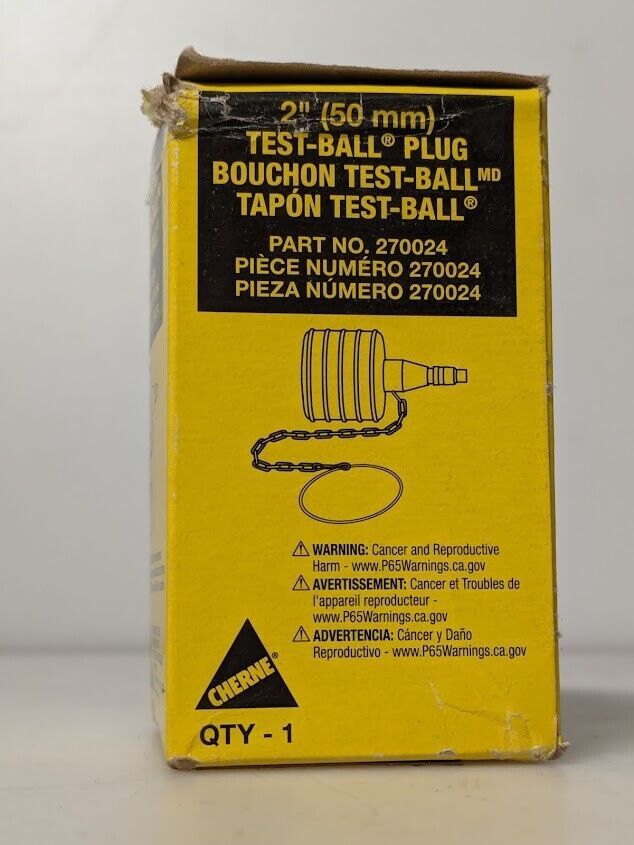 2" (50 mm)
TEST-BALL® PLUG
BOUCHON TEST-BALLMD
TAPÓN TEST-BALL®
PART NO. 270024
PIÈCE NUMÉRO 270024
PIEZA NÚMERO 270024
⚠ WARNING: Cancer and Reproductive
Harm - www.P65Warnings.ca.gov
⚠ AVERTISSEMENT: Cancer et Troubles de
l'appareil reproducteur -
www.P65Warnings.ca.gov
⚠ ADVERTENCIA: Cáncer y Daño
Reproductivo - www.P65Warnings.ca.gov
CHERNE®
QTY - 1